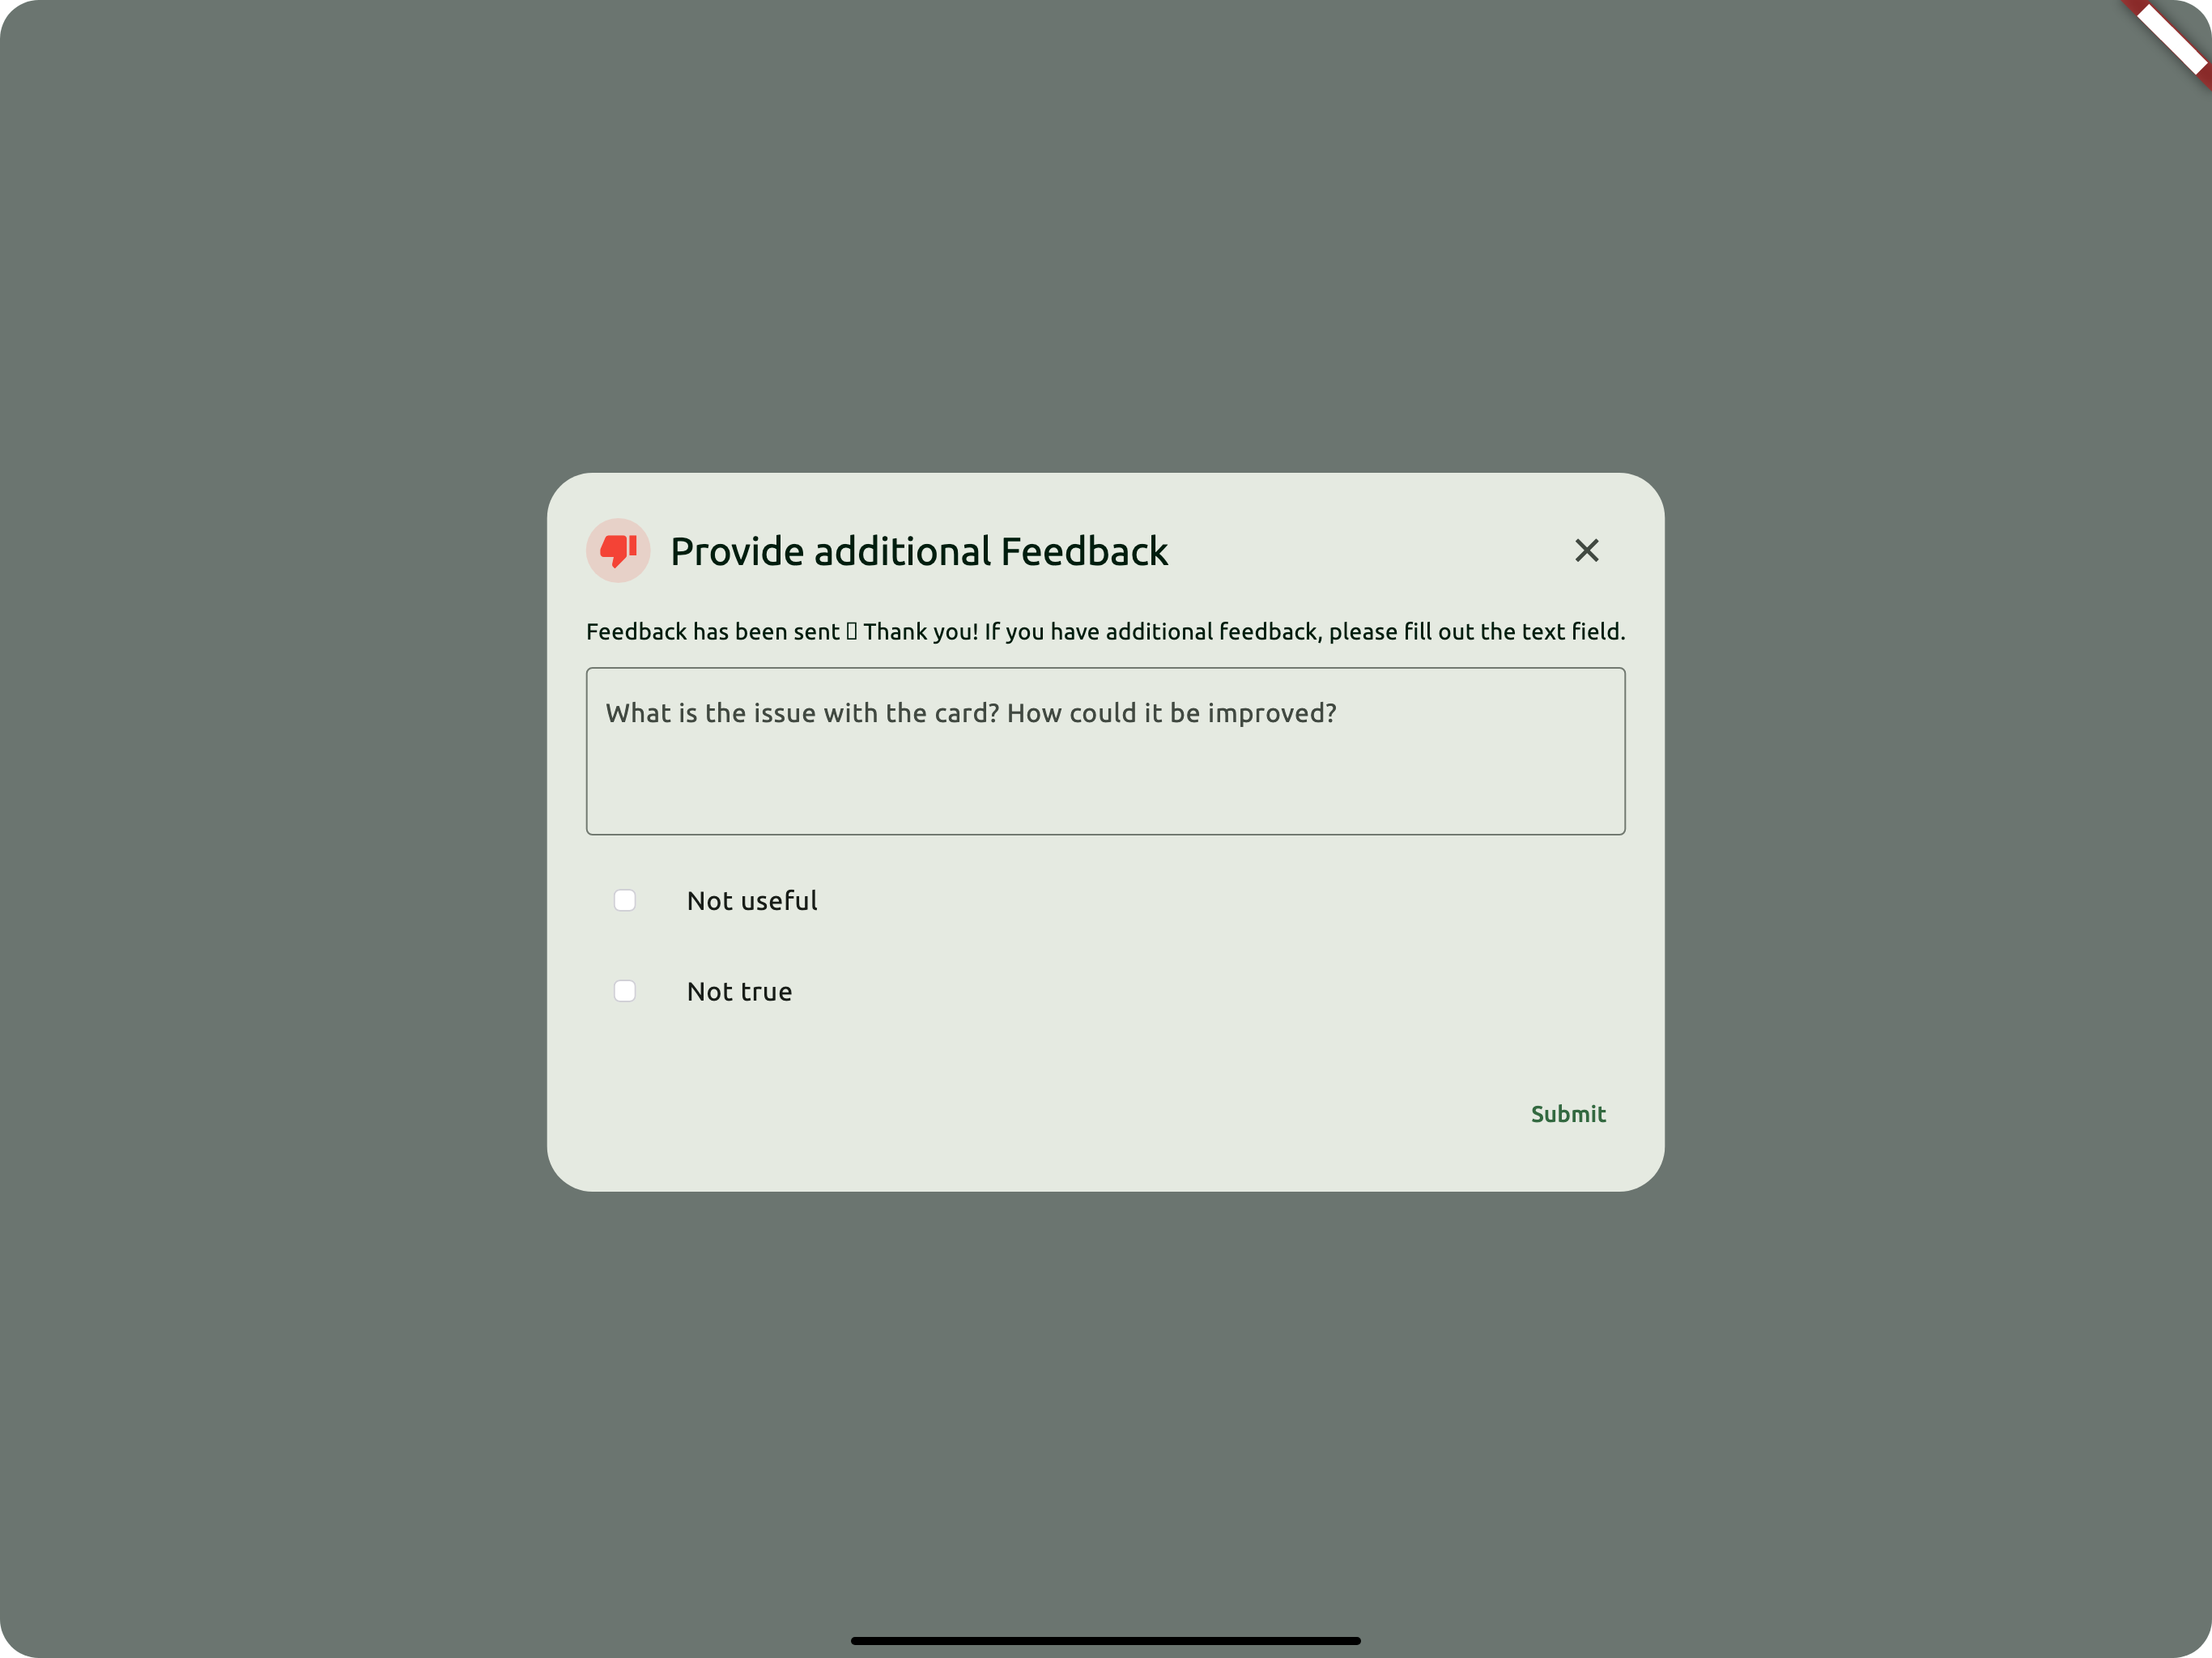 Provide additional Feedback
Feedback has been sent ▯ Thank you! If you have additional feedback, please fill out the text field.
What is the issue with the card? How could it be improved?
Not useful
Not true
Submit